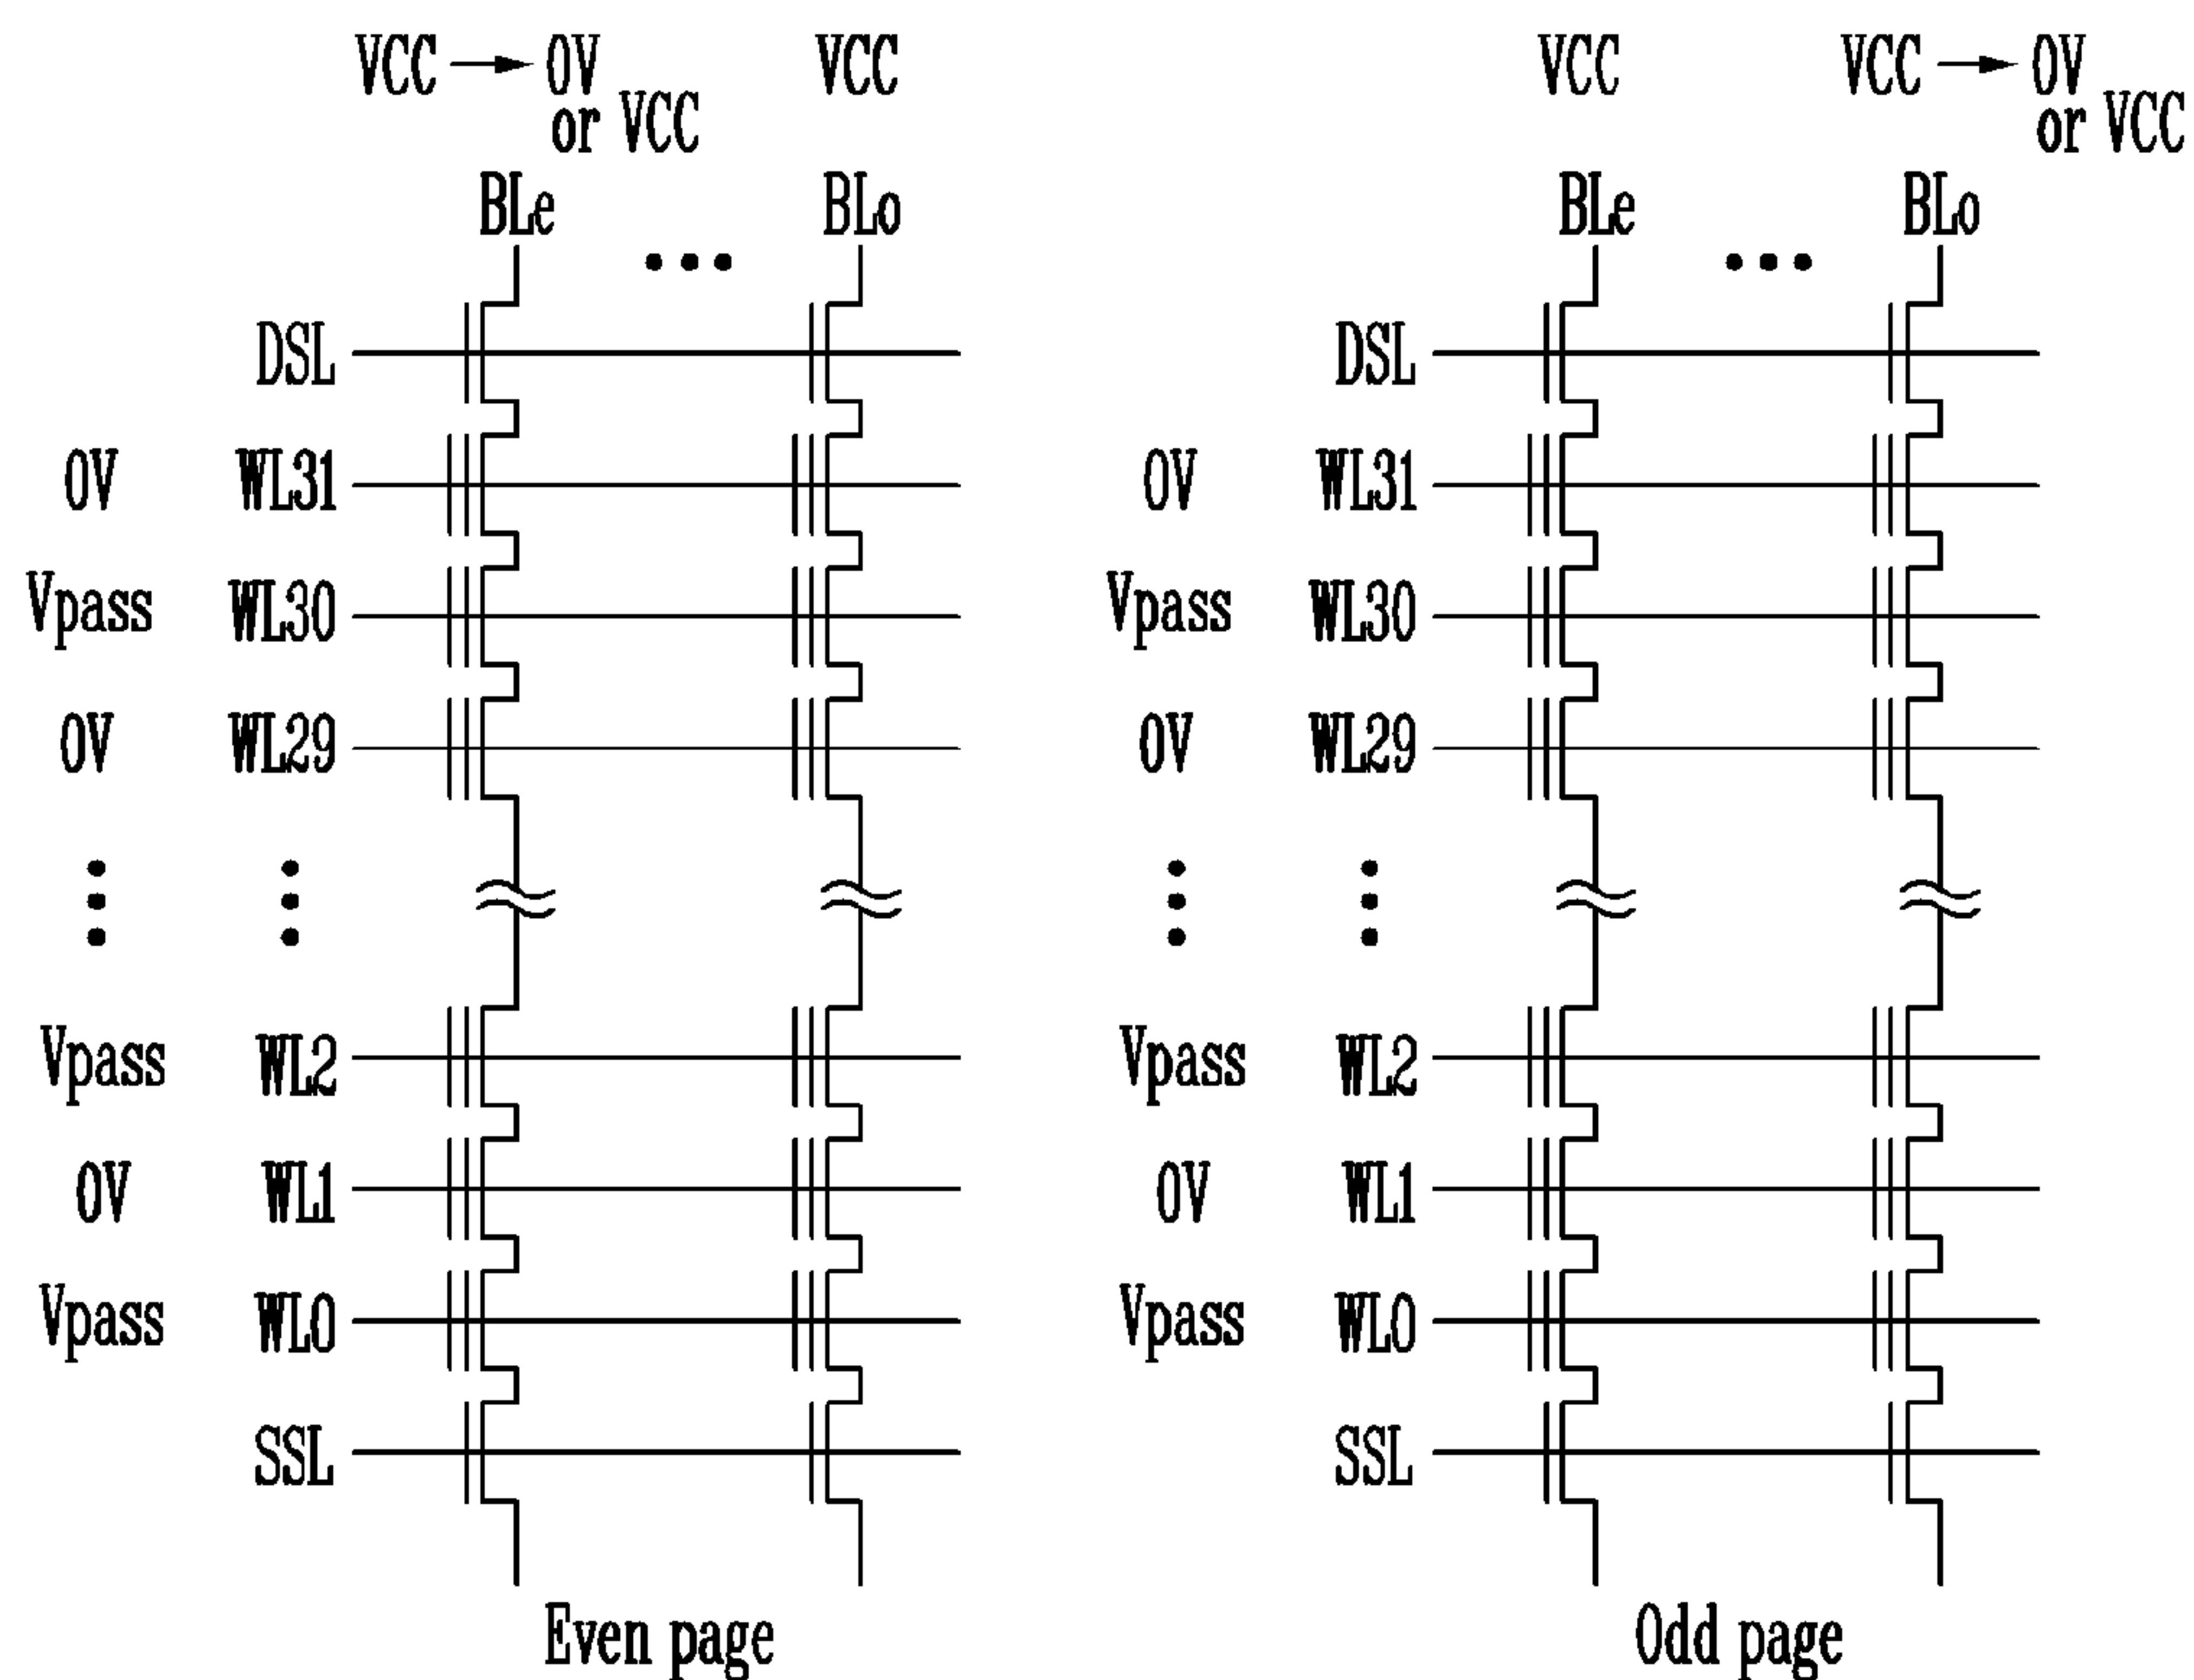 VCC → 0V VCC VCC VCC → 0V
or VCC or VCC
BLe BLo BLe BLo
DSL DSL
0V WL31 0V WL31
Vpass WL30 Vpass WL30
0V WL29 0V WL29
Vpass WL2 Vpass WL2
0V WL1 0V WL1
Vpass WL0 Vpass WL0
SSL SSL
Even page Odd page